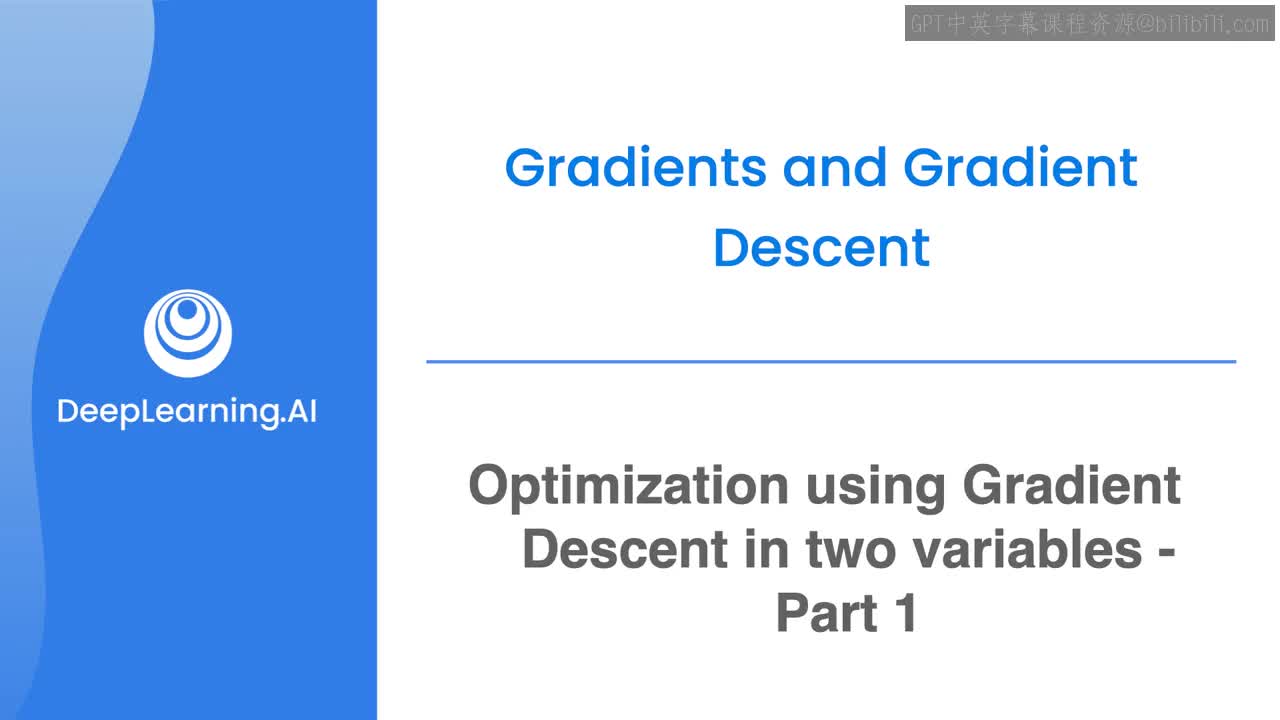 GPT中英字幕课程资源@bilibili.com
Gradients and Gradient
Descent
DeepLearning.AI
Optimization using Gradient
Descent in two variables -
Part 1